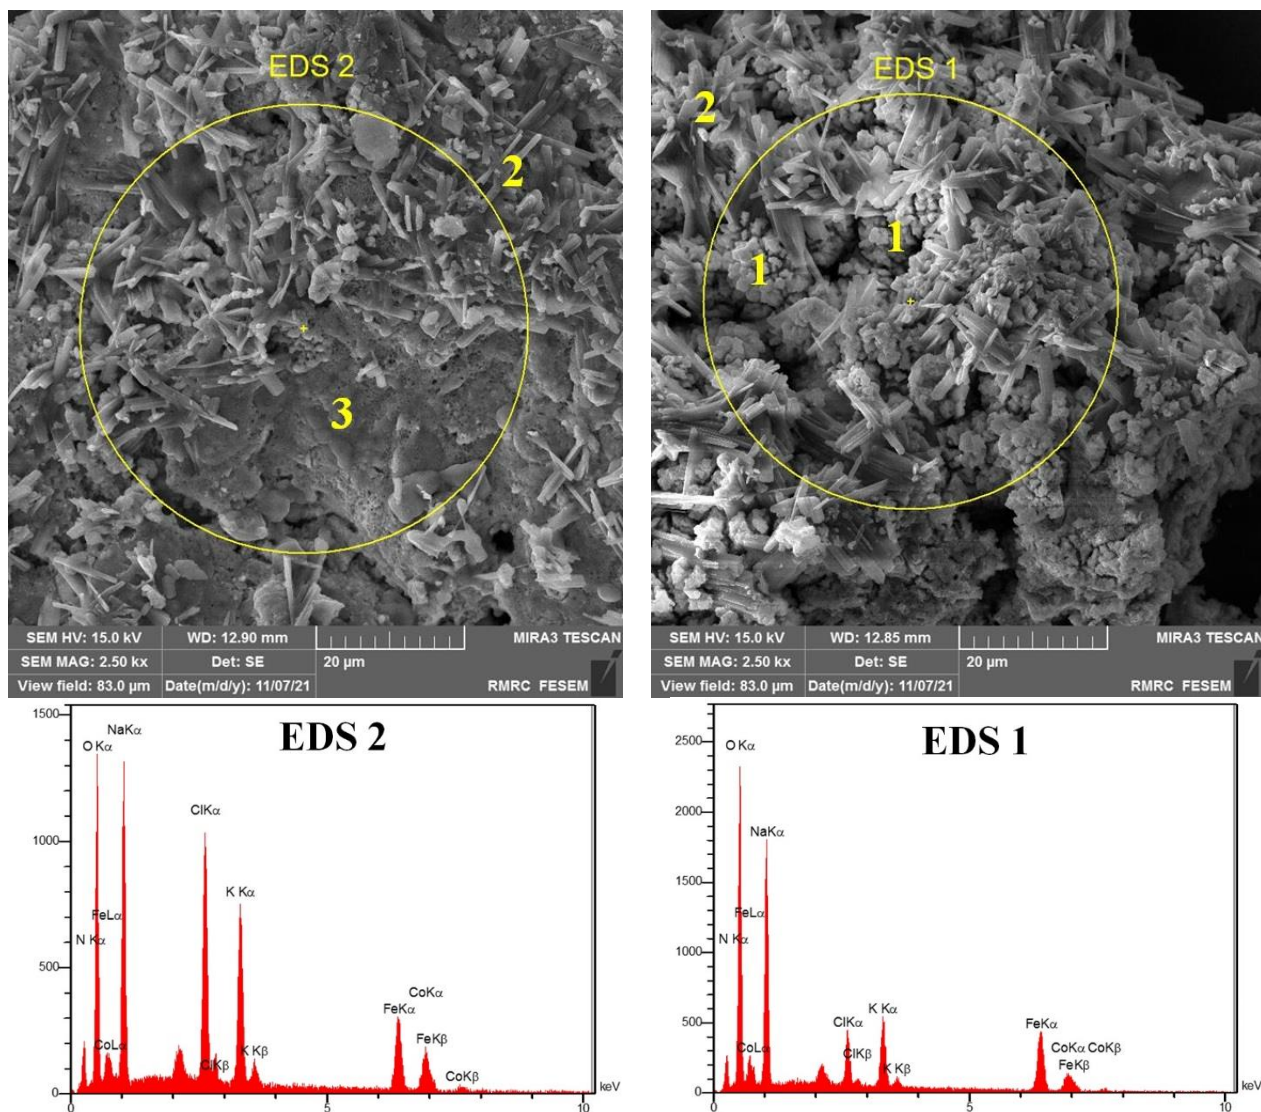 EDS 2
2
3
SEM HV: 15.0 kV WD: 12.90 mm MIRA3 TESCAN
SEM MAG: 2.50 kx Det: SE 20 µm
View field: 83.0 µm Date(m/d/y): 11/07/21 RMRC FESEM
EDS 1
2
1
1
SEM HV: 15.0 kV WD: 12.85 mm MIRA3 TESCAN
SEM MAG: 2.50 kx Det: SE 20 µm
View field: 83.0 µm Date(m/d/y): 11/07/21 RMRC FESEM
EDS 2
1500
1000
500
0
O Kα
NaKα
ClKα
K Kα
FeLα
N Kα
CoLα
ClKβ
K Kβ
FeKα
CoKα
FeKβ
CoKβ
0 5 10 keV
EDS 1
2500
2000
1500
1000
500
0
O Kα
NaKα
FeLα
N Kα
CoLα
ClKα
ClKβ
K Kα
K Kβ
FeKα
CoKα CoKβ
FeKβ
0 5 10 keV